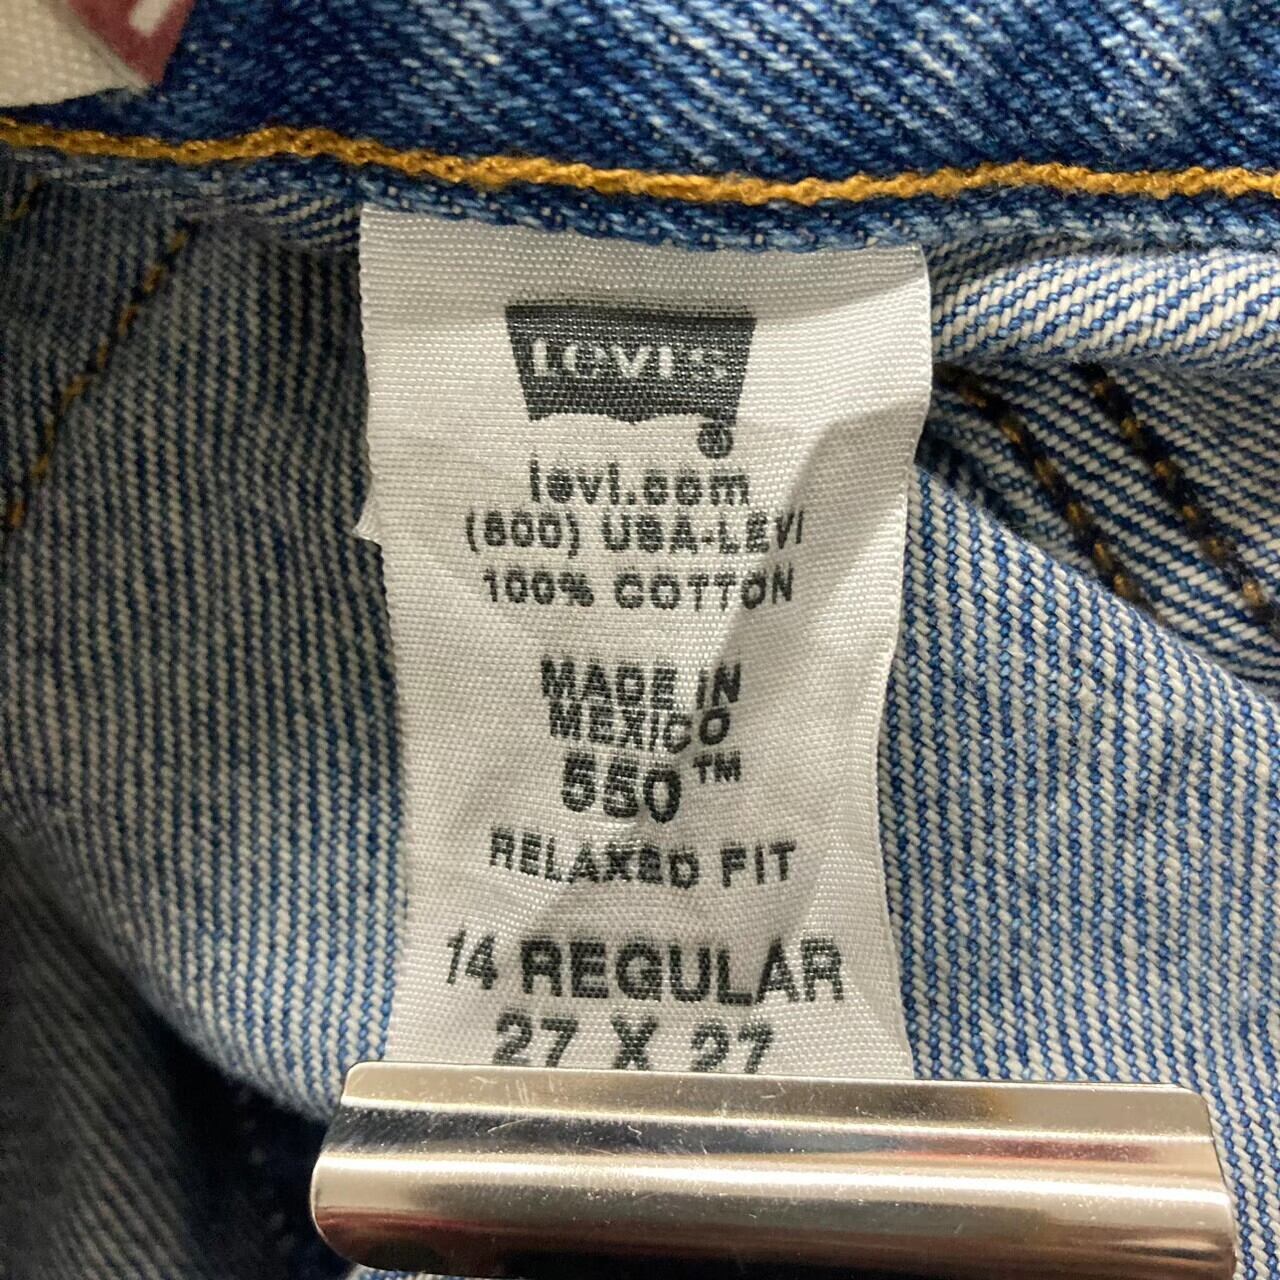 LEVI'S
®
levi.com
(800) USA-LEVI
100% COTTON
MADE IN
MEXICO
550™
RELAXED FIT
14 REGULAR
27 X 27